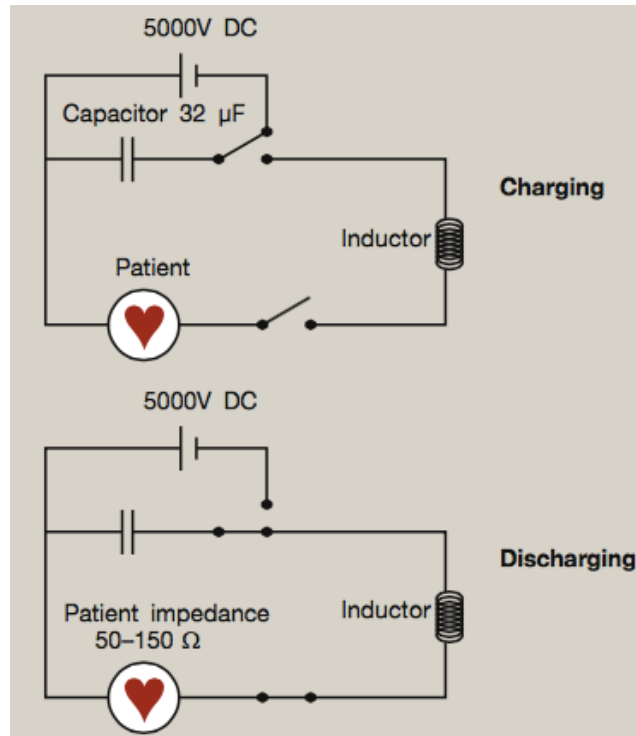 5000V DC
Capacitor 32 µF
Charging
Inductor
Patient
5000V DC
Discharging
Patient impedance
50–150 Ω
Inductor